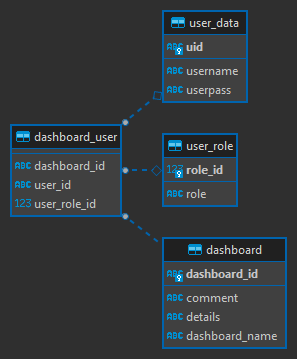 user_data
ABC uid
ABC username
ABC userpass
dashboard_user
ABC dashboard_id
ABC user_id
123 user_role_id
user_role
123 role_id
ABC role
dashboard
ABC dashboard_id
ABC comment
ABC details
ABC dashboard_name